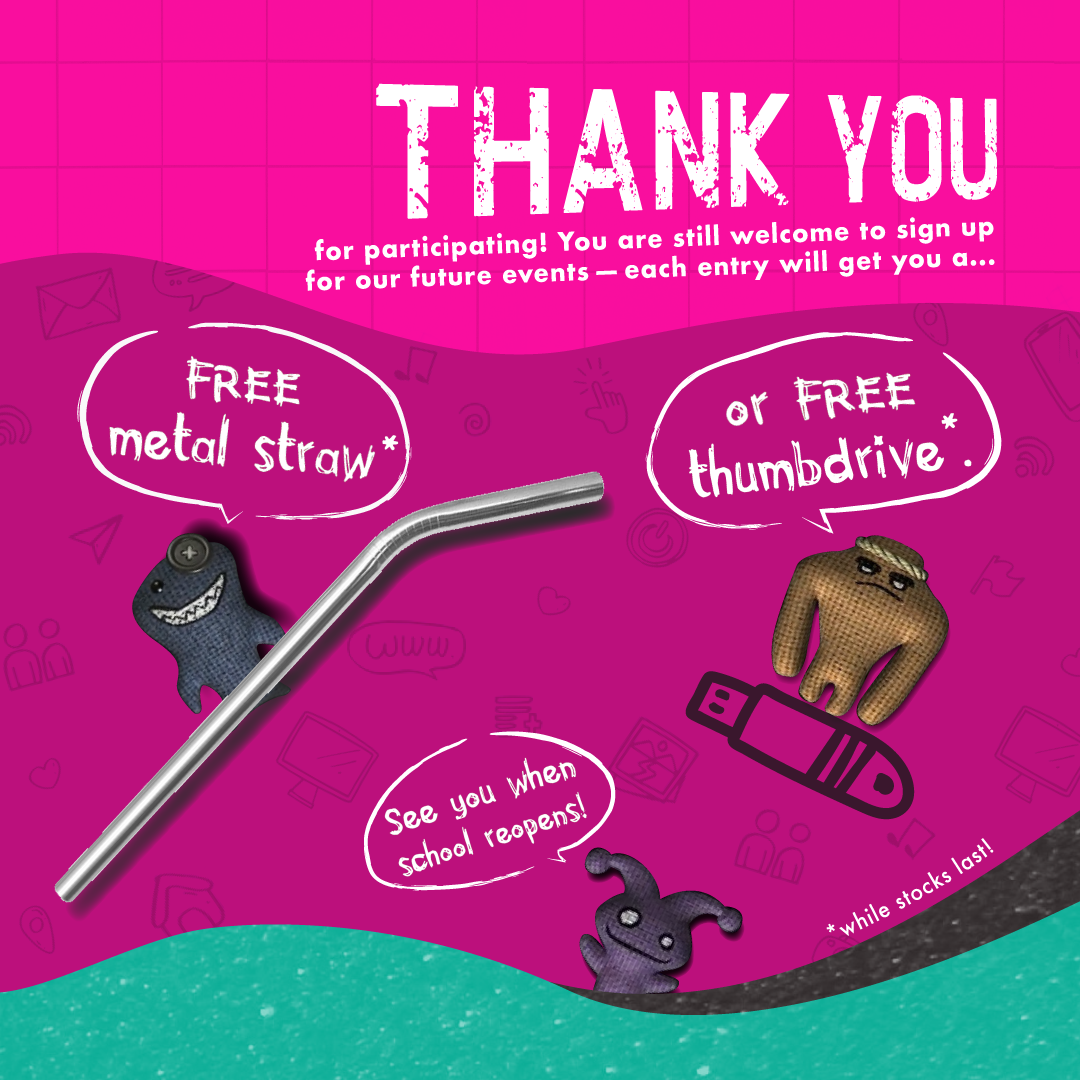 THANK YOU
for participating! You are still welcome to sign up
for our future events — each entry will get you a...
FREE
metal straw*
or FREE
thumbdrive*.
www
See you when
school reopens!
*while stocks last!